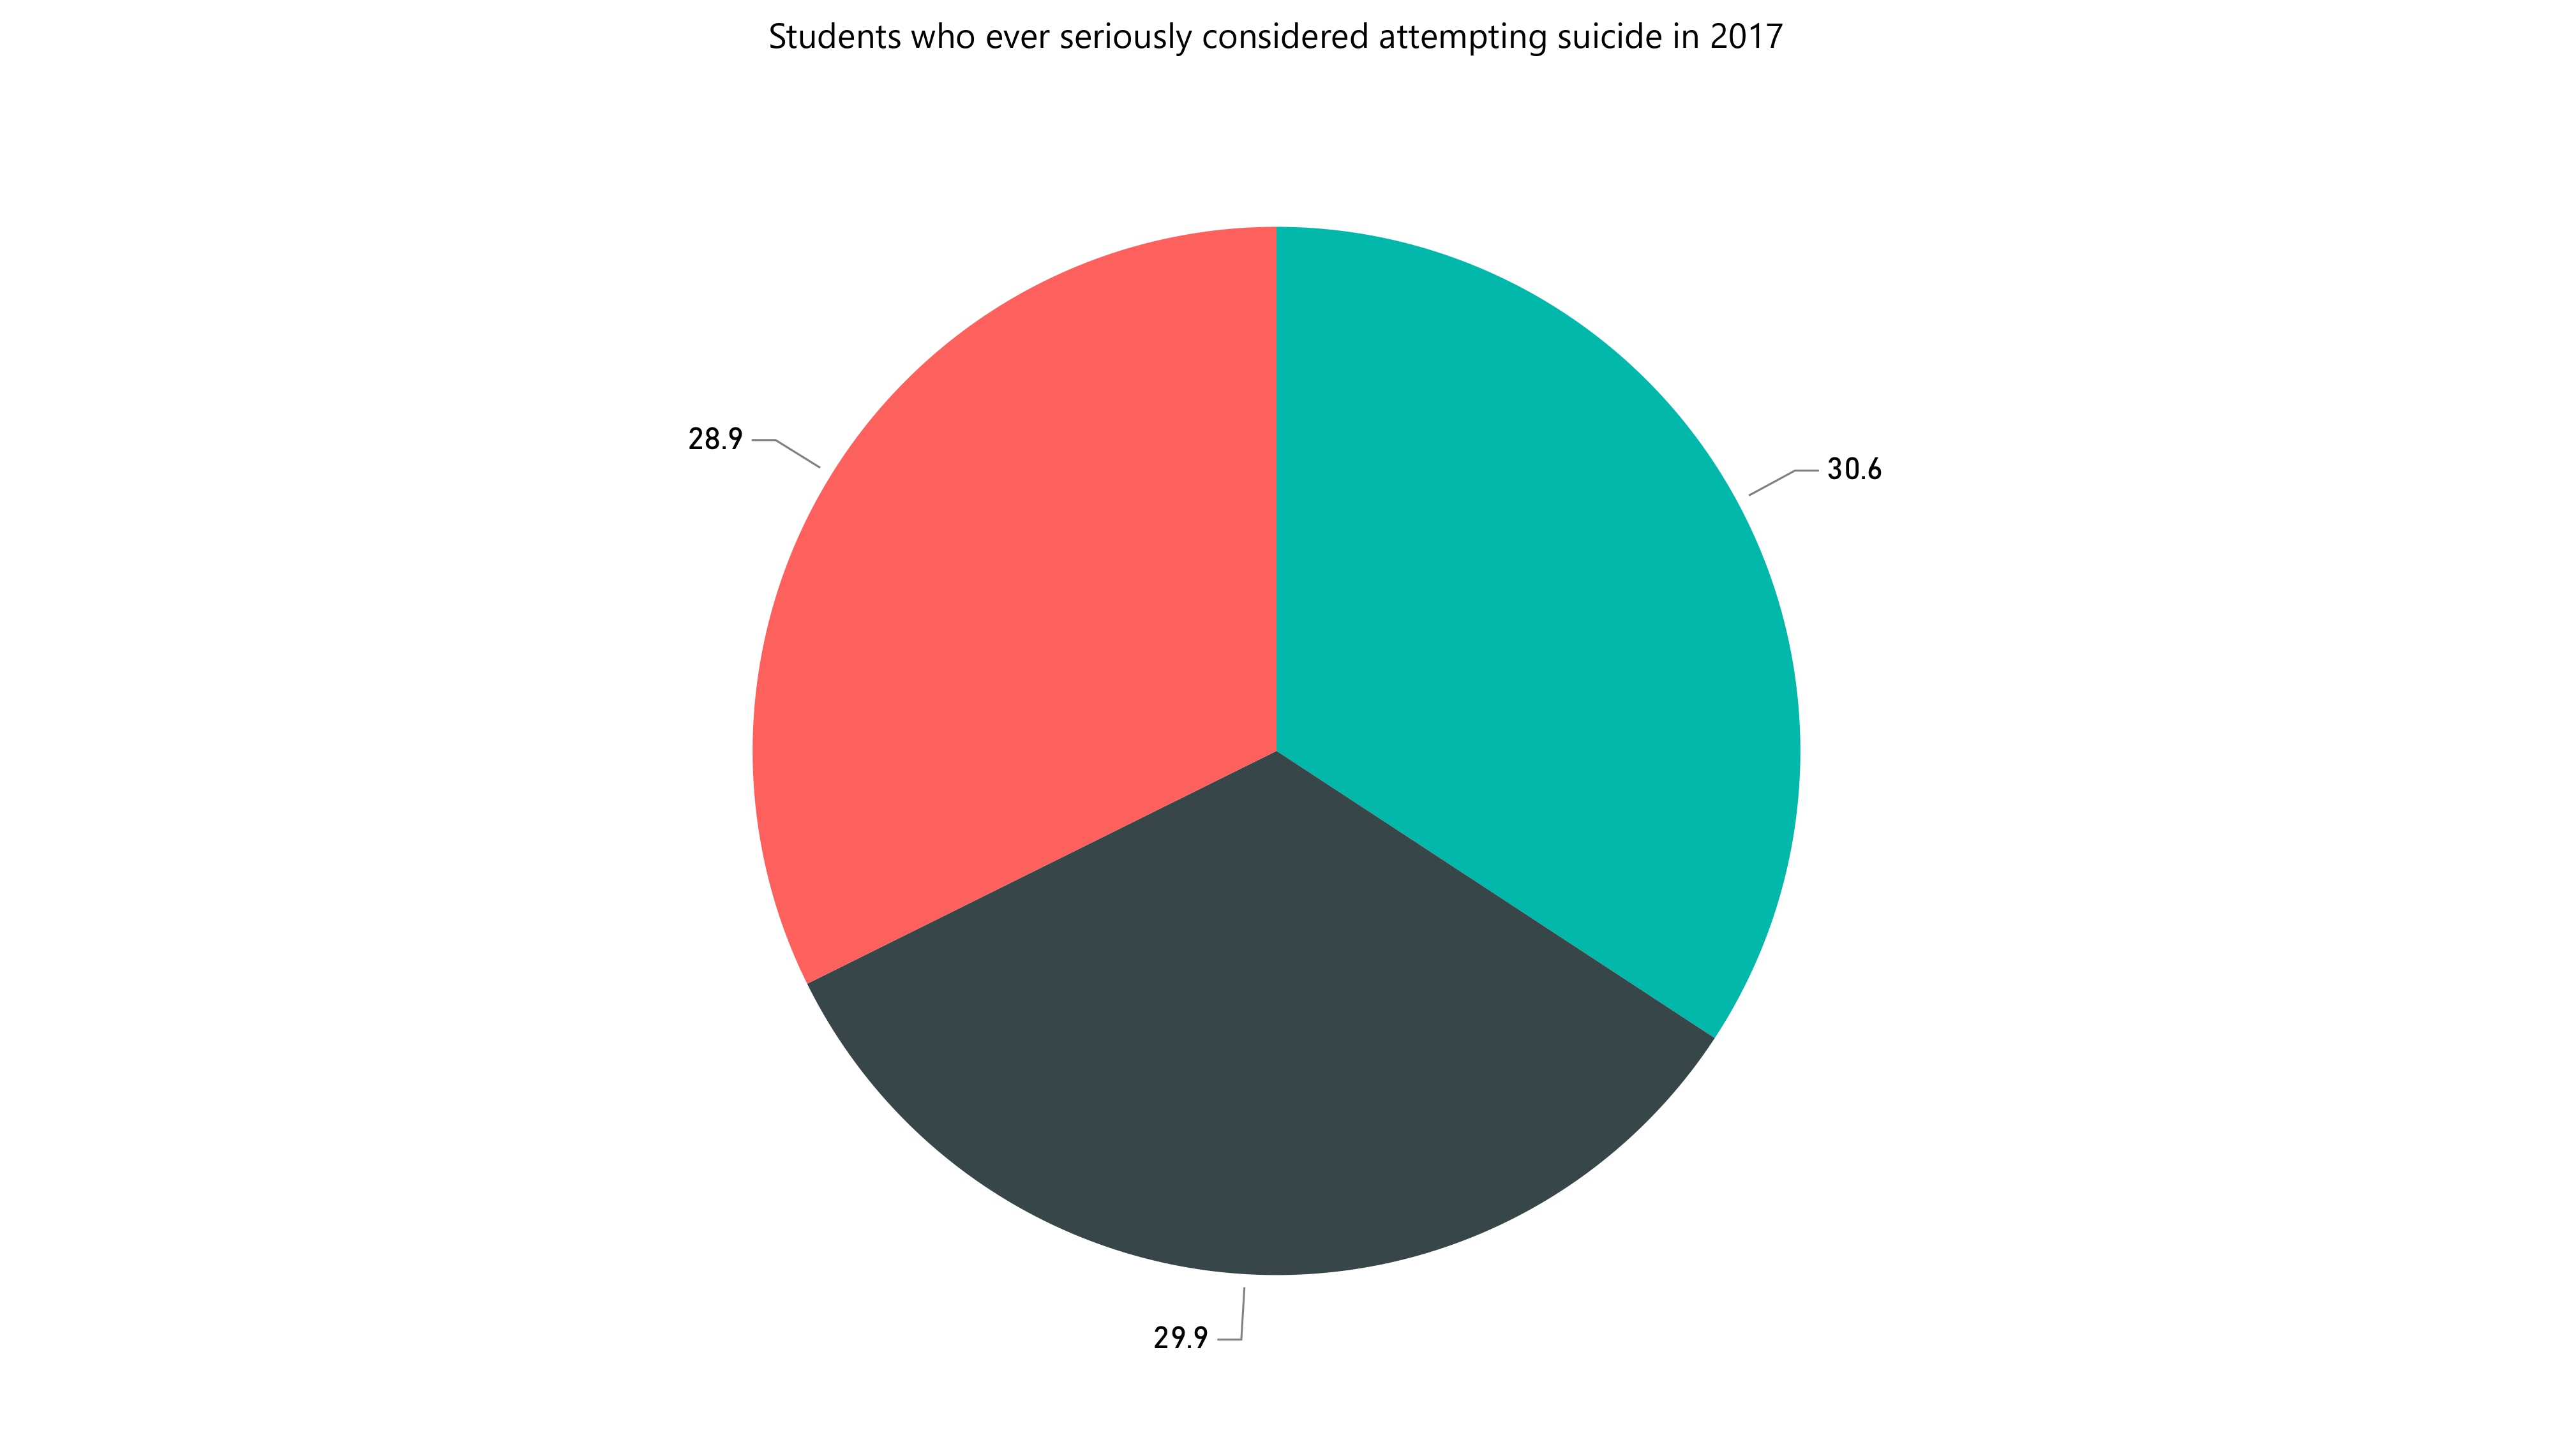 Students who ever seriously considered attempting suicide in 2017
28.9
30.6
29.9